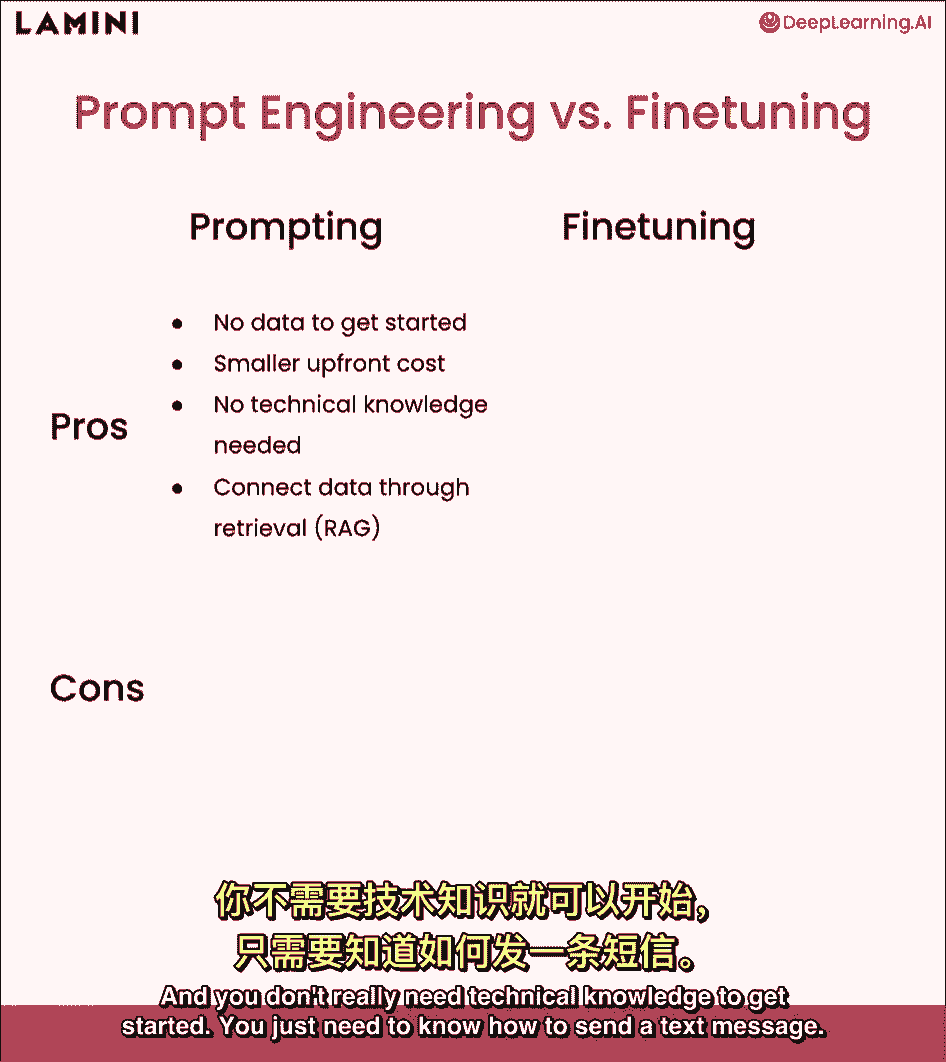 LAMINI
DeepLearning.AI
Prompt Engineering vs. Finetuning
Prompting
Finetuning
Pros
● No data to get started
● Smaller upfront cost
● No technical knowledge
needed
● Connect data through
retrieval (RAG)
Cons
你不需要技术知识就可以开始，
只需要知道如何发一条短信。
And you don't really need technical knowledge to get
started. You just need to know how to send a text message.